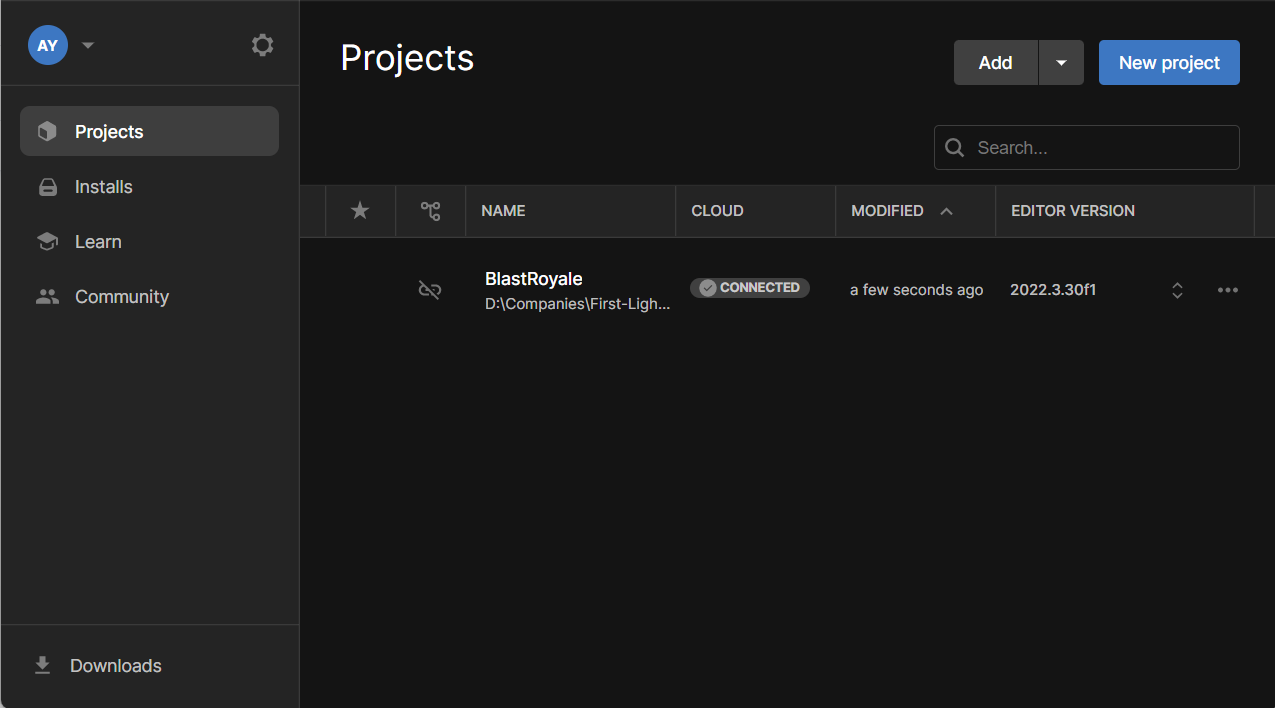 AY
Projects
Installs
Learn
Community
Downloads
Projects
Add
New project
Search...
NAME CLOUD MODIFIED EDITOR VERSION
BlastRoyale
D:\Companies\First-Ligh...
CONNECTED
a few seconds ago
2022.3.30f1